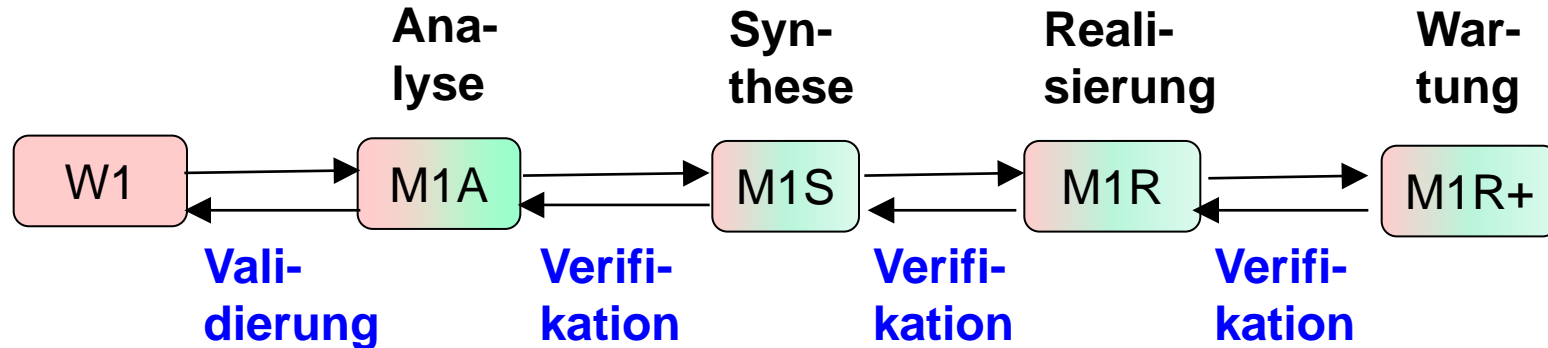 Ana-
lyse
Syn-
these
Reali-
sierung
War-
tung
W1
M1A
M1S
M1R
M1R+
Vali-
dierung
Verifi-
kation
Verifi-
kation
Verifi-
kation